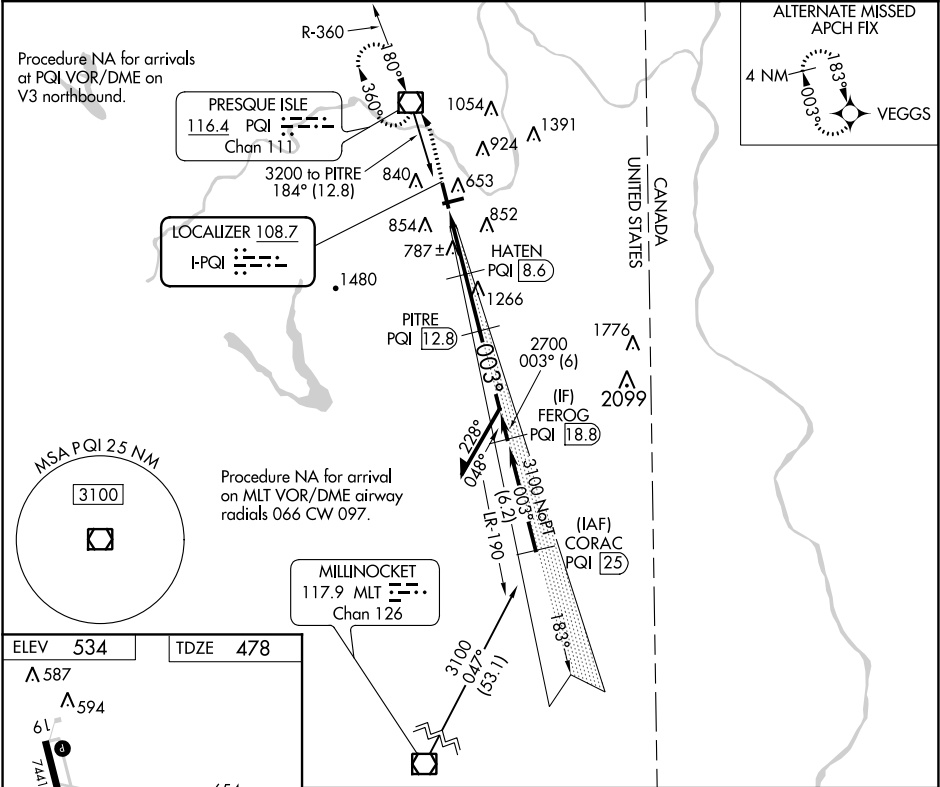 Procedure NA for arrivals
at PQI VOR/DME on
V3 northbound.
R-360
180°
360°
PRESQUE ISLE
116.4 PQI
Chan 111
3200 to PITRE
184° (12.8)
1054
1391
924
840
653
854
852
787 ±
LOCALIZER 108.7
I-PQI
HATEN
PQI 8.6
1480
1266
PITRE
PQI 12.8
003°
2700
003° (6)
1776
2099
(IF)
FEROG
PQI 18.8
228°
048°
3100 NoPT
003°
(6.2)
LR-190
(IAF)
CORAC
PQI 25
183°
CANADA
UNITED STATES
ALTERNATE MISSED
APCH FIX
4 NM
183°
003°
VEGGS
MSA PQI 25 NM
3100
Procedure NA for arrival
on MLT VOR/DME airway
radials 066 CW 097.
MILLINOCKET
117.9 MLT
Chan 126
3100
047°
(53.1)
ELEV 534
TDZE 478
587
594
19
P
7441